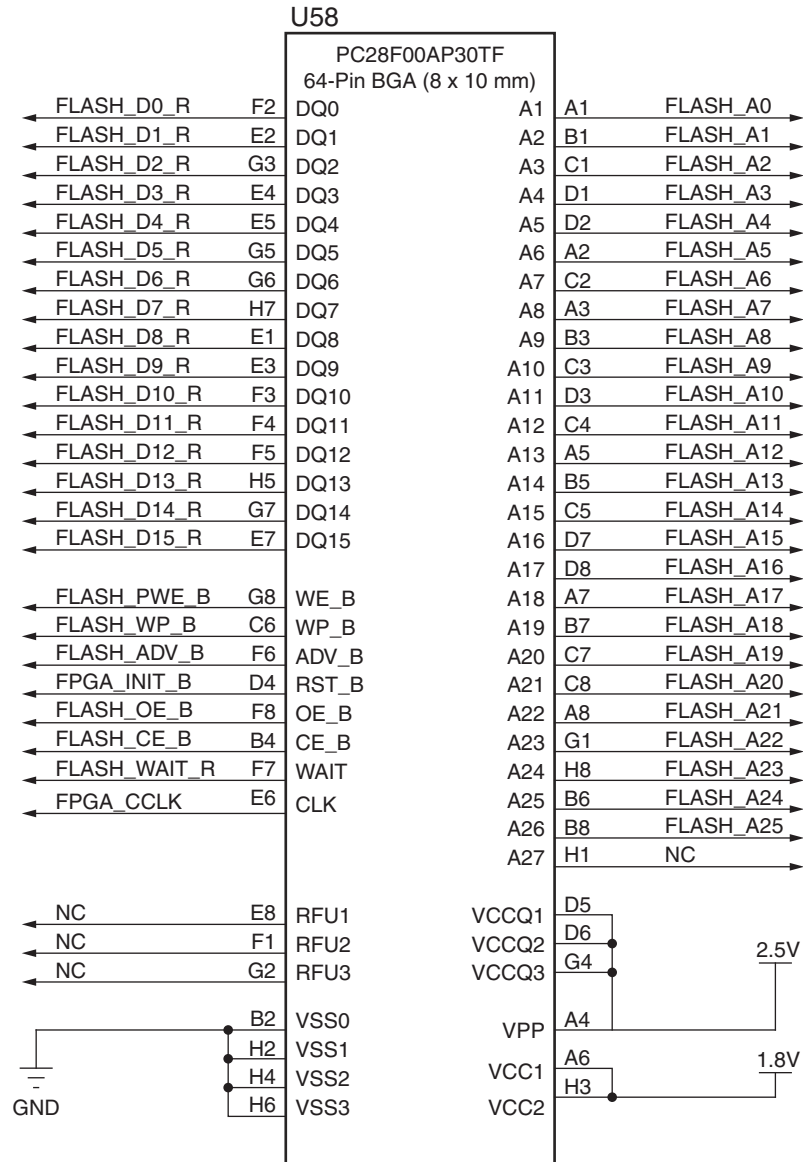 U58
PC28F00AP30TF
64-Pin BGA (8 x 10 mm)
FLASH_D0_R F2 DQ0 A1 A1 FLASH_A0
FLASH_D1_R E2 DQ1 A2 B1 FLASH_A1
FLASH_D2_R G3 DQ2 A3 C1 FLASH_A2
FLASH_D3_R E4 DQ3 A4 D1 FLASH_A3
FLASH_D4_R E5 DQ4 A5 D2 FLASH_A4
FLASH_D5_R G5 DQ5 A6 A2 FLASH_A5
FLASH_D6_R G6 DQ6 A7 C2 FLASH_A6
FLASH_D7_R H7 DQ7 A8 A3 FLASH_A7
FLASH_D8_R E1 DQ8 A9 B3 FLASH_A8
FLASH_D9_R E3 DQ9 A10 C3 FLASH_A9
FLASH_D10_R F3 DQ10 A11 D3 FLASH_A10
FLASH_D11_R F4 DQ11 A12 C4 FLASH_A11
FLASH_D12_R F5 DQ12 A13 A5 FLASH_A12
FLASH_D13_R H5 DQ13 A14 B5 FLASH_A13
FLASH_D14_R G7 DQ14 A15 C5 FLASH_A14
FLASH_D15_R E7 DQ15 A16 D7 FLASH_A15
A17 D8 FLASH_A16
FLASH_PWE_B G8 WE_B A18 A7 FLASH_A17
FLASH_WP_B C6 WP_B A19 B7 FLASH_A18
FLASH_ADV_B F6 ADV_B A20 C7 FLASH_A19
FPGA_INIT_B D4 RST_B A21 C8 FLASH_A20
FLASH_OE_B F8 OE_B A22 A8 FLASH_A21
FLASH_CE_B B4 CE_B A23 G1 FLASH_A22
FLASH_WAIT_R F7 WAIT A24 H8 FLASH_A23
FPGA_CCLK E6 CLK A25 B6 FLASH_A24
A26 B8 FLASH_A25
A27 H1 NC
NC E8 RFU1 VCCQ1 D5
NC F1 RFU2 VCCQ2 D6
NC G2 RFU3 VCCQ3 G4 2.5V
B2 VSS0 VPP A4
H2 VSS1 VCC1 A6 1.8V
H4 VSS2 VCC2 H3
GND H6 VSS3